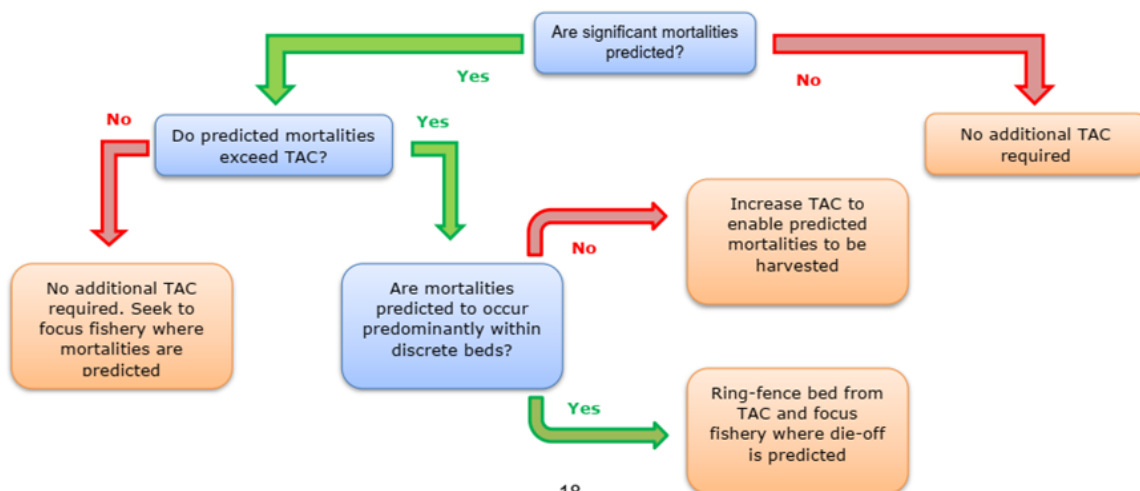 Are significant mortalities
predicted?
Yes
No
No
Do predicted mortalities
exceed TAC?
Yes
No additional TAC
required
Increase TAC to
enable predicted
mortalities to be
harvested
No
No additional TAC
required. Seek to
focus fishery where
mortalities are
predicted
Are mortalities
predicted to occur
predominantly within
discrete beds?
Yes
Ring-fence bed from
TAC and focus
fishery where die-off
is predicted
18